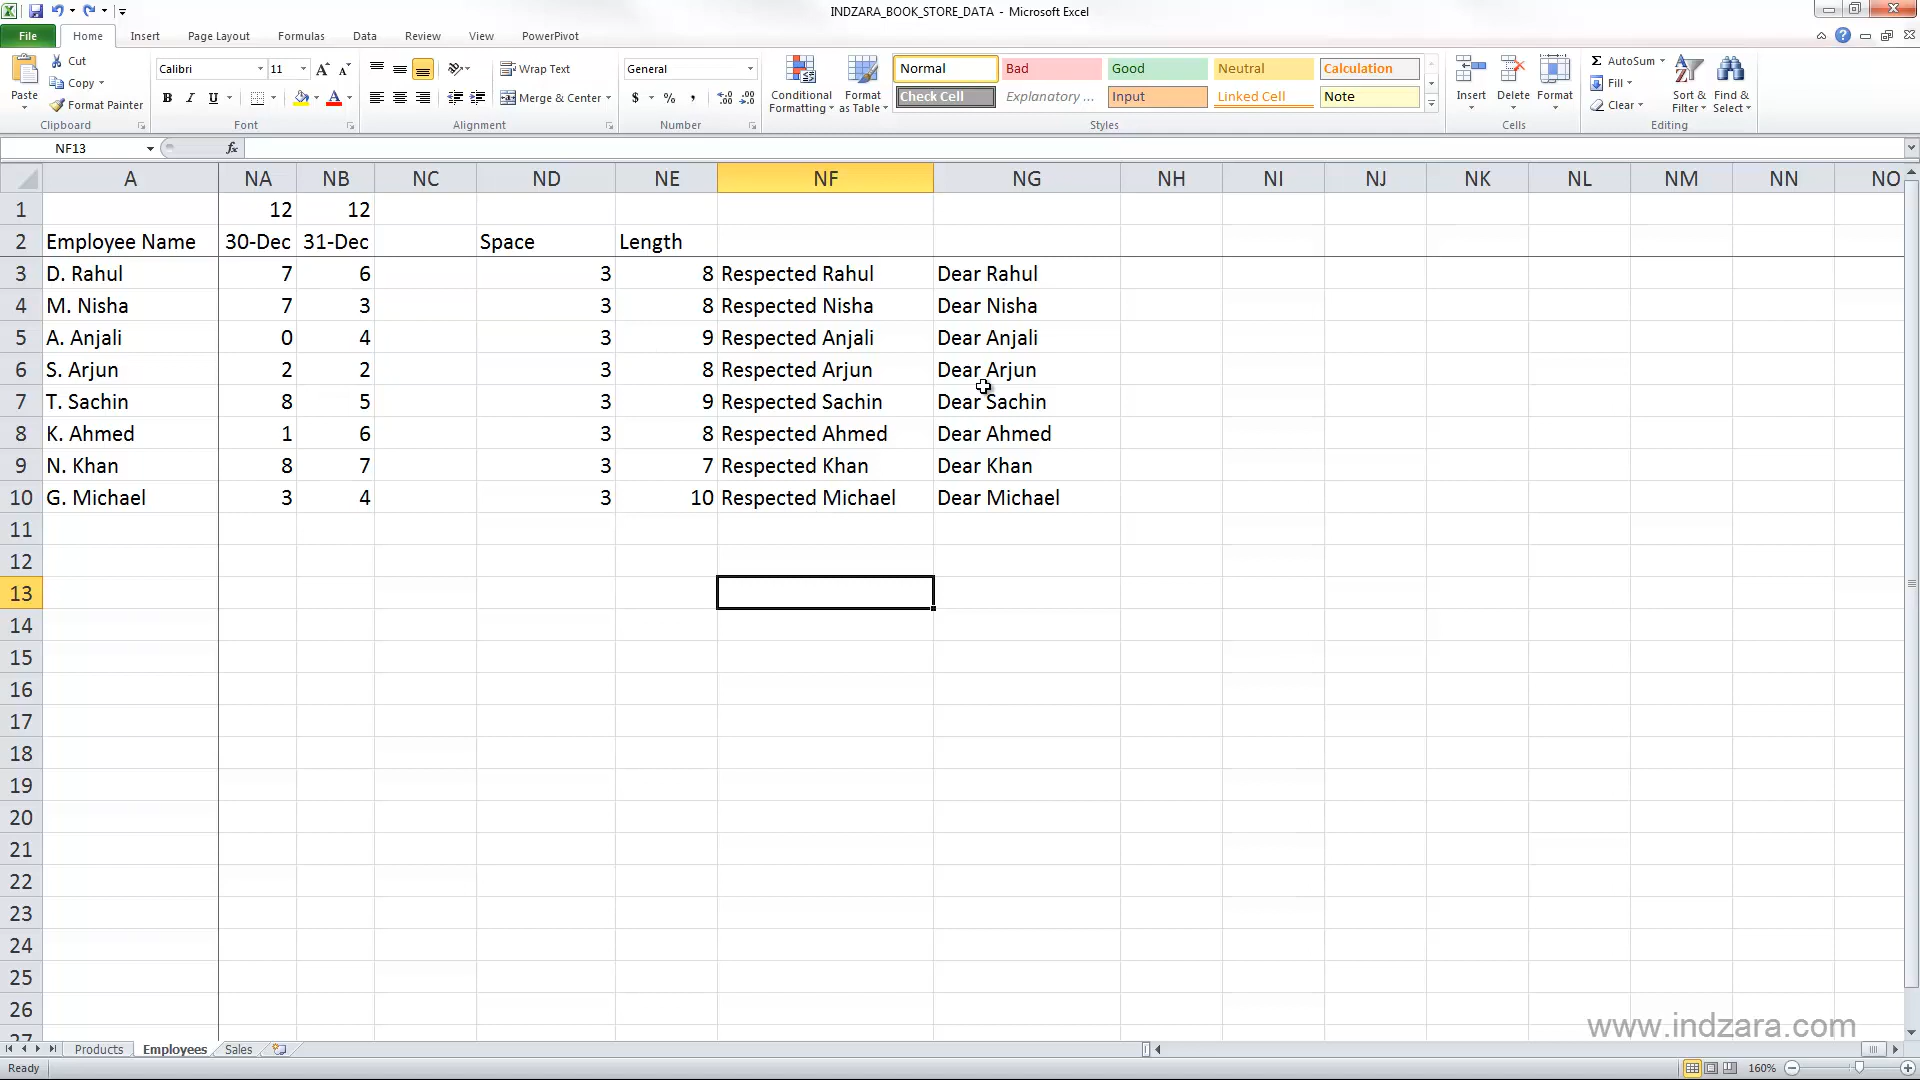 INDZARA_BOOK_STORE_DATA - Microsoft Excel
File Home Insert Page Layout Formulas Data Review View PowerPivot
Paste Cut Copy Format Painter Clipboard
Calibri 11 A A B I U A Font
Wrap Text Merge & Center Alignment
General $ % , .00 Number
Conditional Formatting Format as Table
Normal Bad Good Neutral Calculation
Check Cell Explanatory ... Input Linked Cell Note
Styles
Insert Delete Format Cells
Σ AutoSum Fill Clear Sort & Filter Find & Select Editing
NF13 fx
A NA NB NC ND NE NF NG NH NI NJ NK NL NM NN NO
1 12 12
2 Employee Name 30-Dec 31-Dec Space Length
3 D. Rahul 7 6 3 8 Respected Rahul Dear Rahul
4 M. Nisha 7 3 3 8 Respected Nisha Dear Nisha
5 A. Anjali 0 4 3 9 Respected Anjali Dear Anjali
6 S. Arjun 2 2 3 8 Respected Arjun Dear Arjun
7 T. Sachin 8 5 3 9 Respected Sachin Dear Sachin
8 K. Ahmed 1 6 3 8 Respected Ahmed Dear Ahmed
9 N. Khan 8 7 3 7 Respected Khan Dear Khan
10 G. Michael 3 4 3 10 Respected Michael Dear Michael
11
12
13
14
15
16
17
18
19
20
21
22
23
24
25
26
27
www.indzara.com
Products Employees Sales
Ready 160%